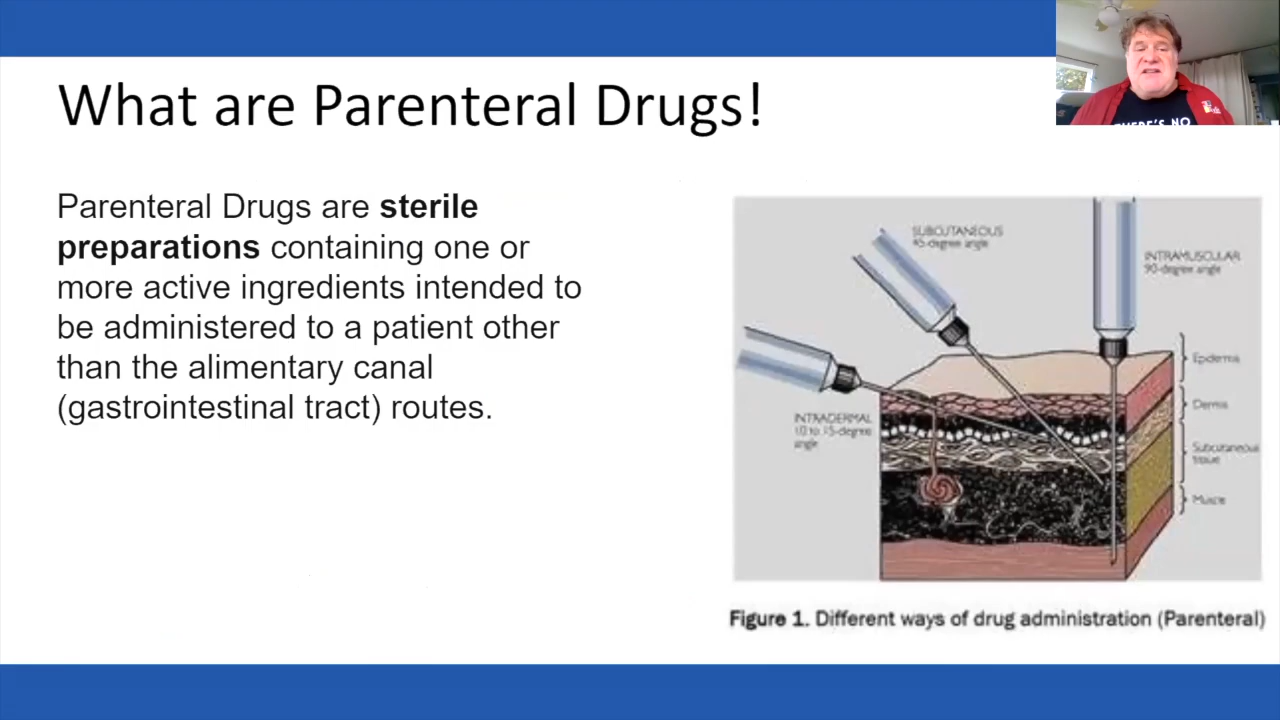 What are Parenteral Drugs!
THERE'S NO
Parenteral Drugs are sterile
preparations containing one or
more active ingredients intended to
be administered to a patient other
than the alimentary canal
(gastrointestinal tract) routes.
SUBCUTANEOUS
45-degree angle
INTRAMUSCULAR
90-degree angle
INTRADERMAL
10 to 15-degree
angle
Epidermis
Dermis
Subcutaneous
tissue
Muscle
Figure 1. Different ways of drug administration (Parenteral)